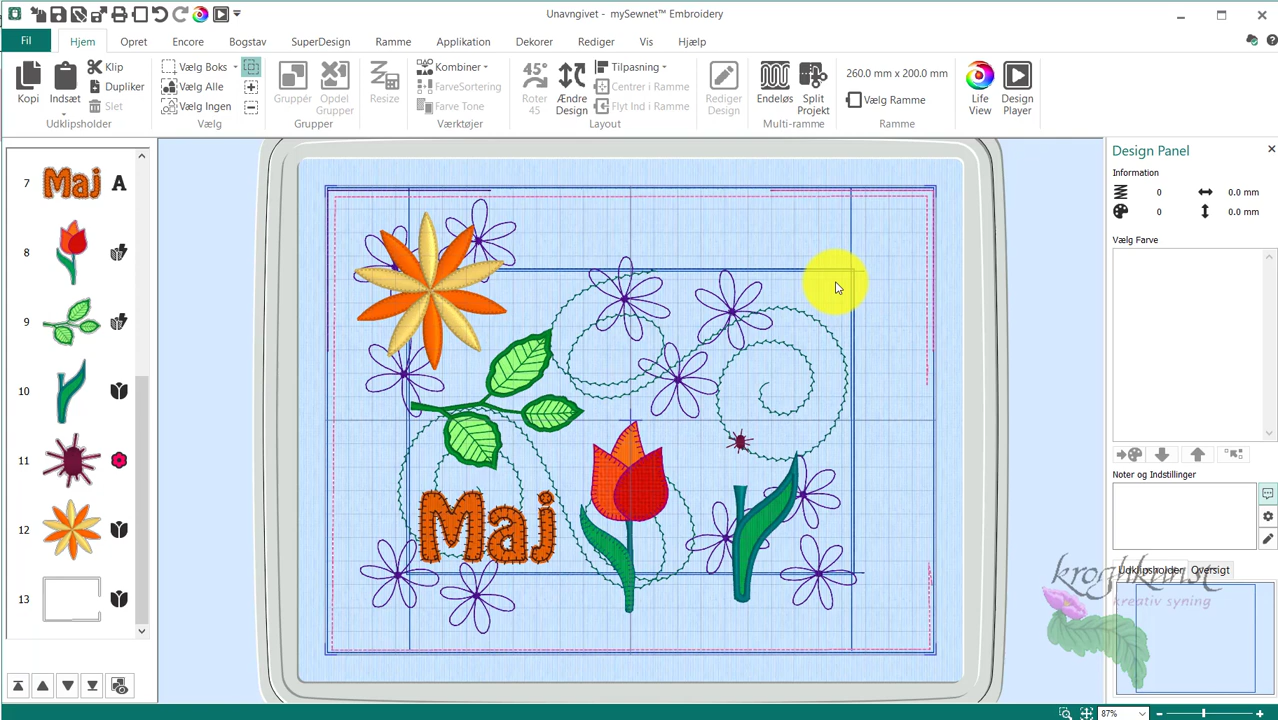 Unavngivet - mySewnet™ Embroidery
Fil Hjem Opret Encore Bogstav SuperDesign Ramme Applikation Dekorer Rediger Vis Hjælp
Kopi
Indsæt
Klip
Dupliker
Slet
Udklipsholder
Vælg Boks
Vælg Alle
Vælg Ingen
Vælg
Gruppér
Opdel Grupper
Grupper
Resize
Kombiner
FarveSortering
Farve Tone
Værktøjer
Roter 45
Ændre Design
Tilpasning
Centrer i Ramme
Flyt Ind i Ramme
Layout
Rediger Design
Endeløs
Split Projekt
Multi-ramme
260.0 mm x 200.0 mm
Vælg Ramme
Ramme
Life View
Design Player
7 Maj A
8
9
10
11
12
13
Maj
Design Panel
Information
0 0.0 mm
0 0.0 mm
Vælg Farve
Noter og Indstillinger
Udklipsholder Oversigt
kroghkunst
kreativ syning
87%